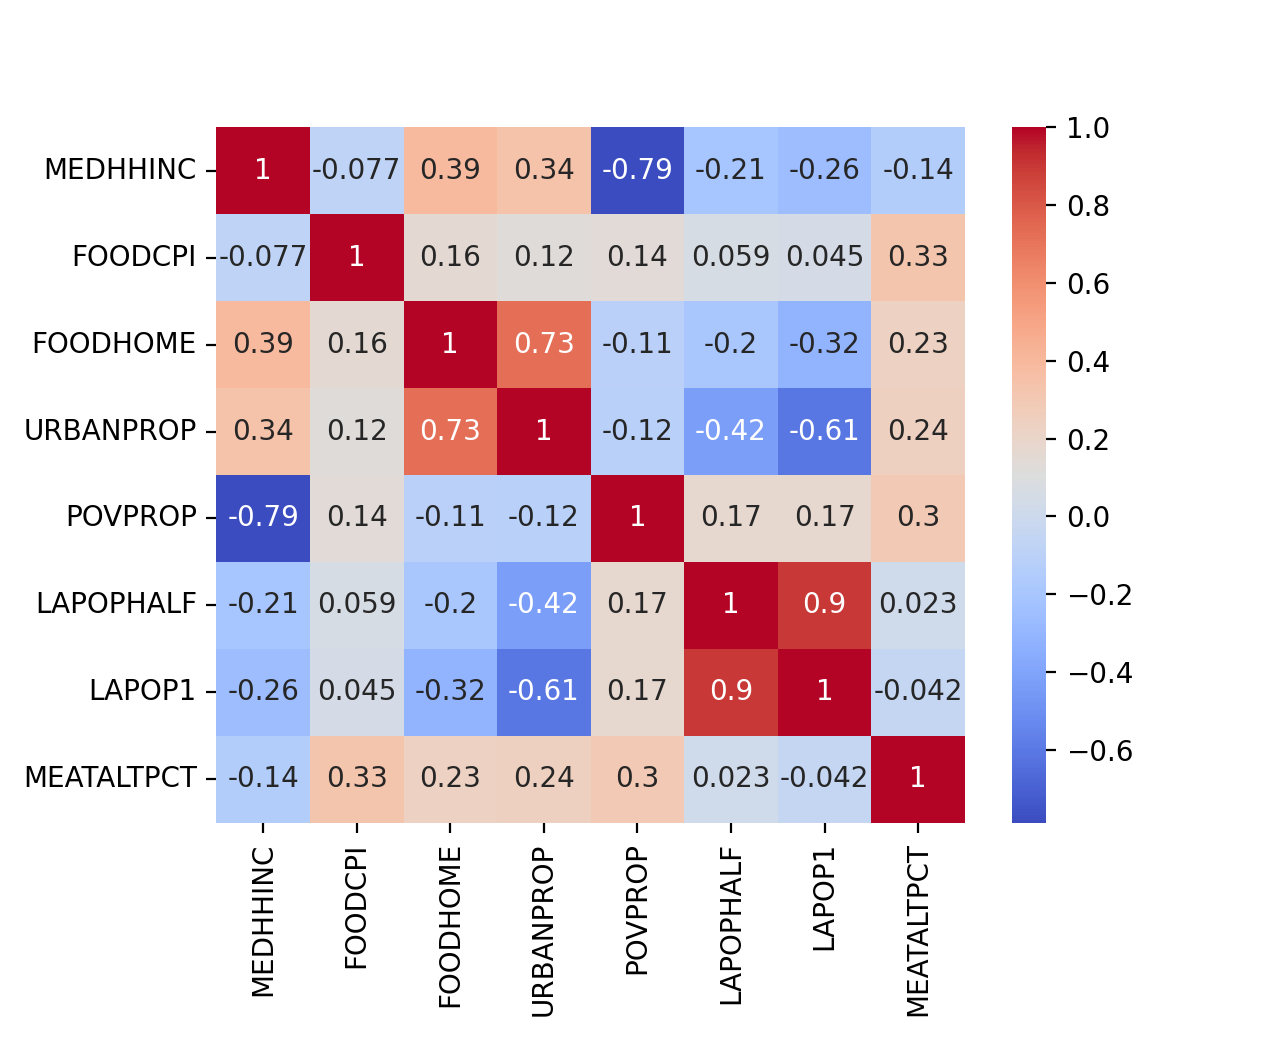 MEDHHINC 1 -0.077 0.39 0.34 -0.79 -0.21 -0.26 -0.14
FOODCPI -0.077 1 0.16 0.12 0.14 0.059 0.045 0.33
FOODHOME 0.39 0.16 1 0.73 -0.11 -0.2 -0.32 0.23
URBANPROP 0.34 0.12 0.73 1 -0.12 -0.42 -0.61 0.24
POVPROP -0.79 0.14 -0.11 -0.12 1 0.17 0.17 0.3
LAPOPHALF -0.21 0.059 -0.2 -0.42 0.17 1 0.9 0.023
LAPOP1 -0.26 0.045 -0.32 -0.61 0.17 0.9 1 -0.042
MEATALTPCT -0.14 0.33 0.23 0.24 0.3 0.023 -0.042 1
MEDHHINC
FOODCPI
FOODHOME
URBANPROP
POVPROP
LAPOPHALF
LAPOP1
MEATALTPCT
1.0
0.8
0.6
0.4
0.2
0.0
−0.2
−0.4
−0.6